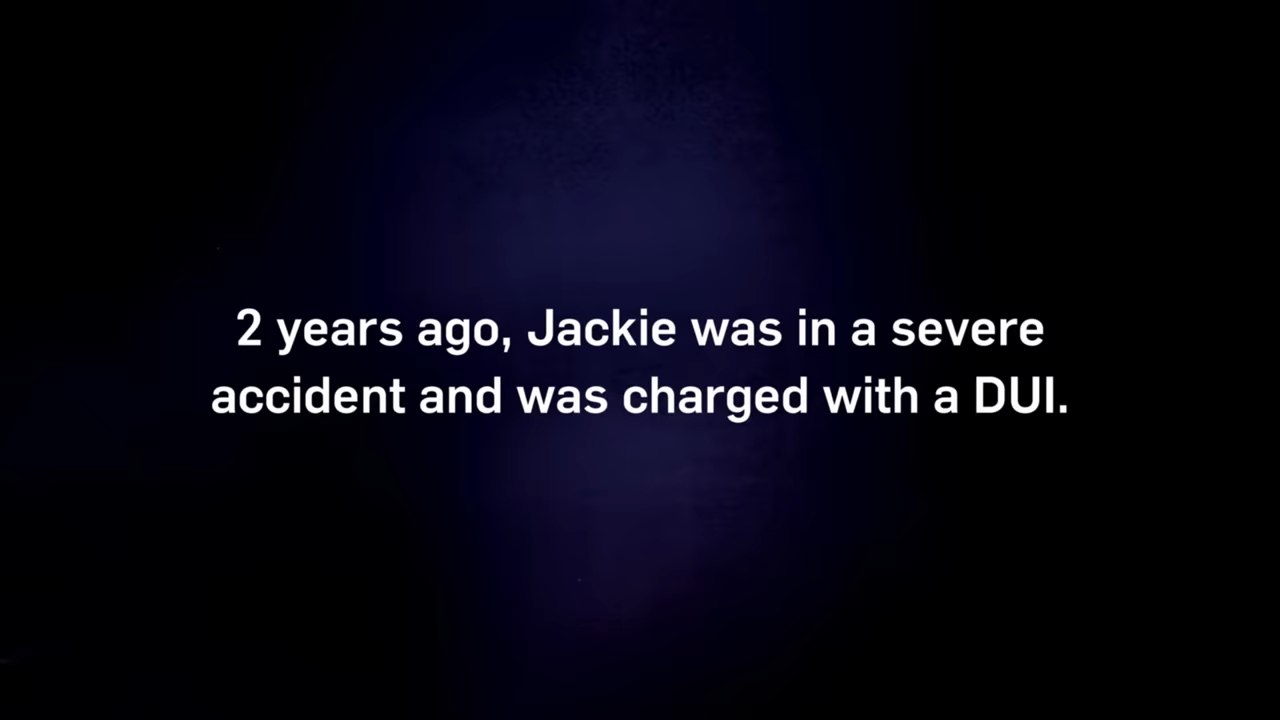 2 years ago, Jackie was in a severe
accident and was charged with a DUI.